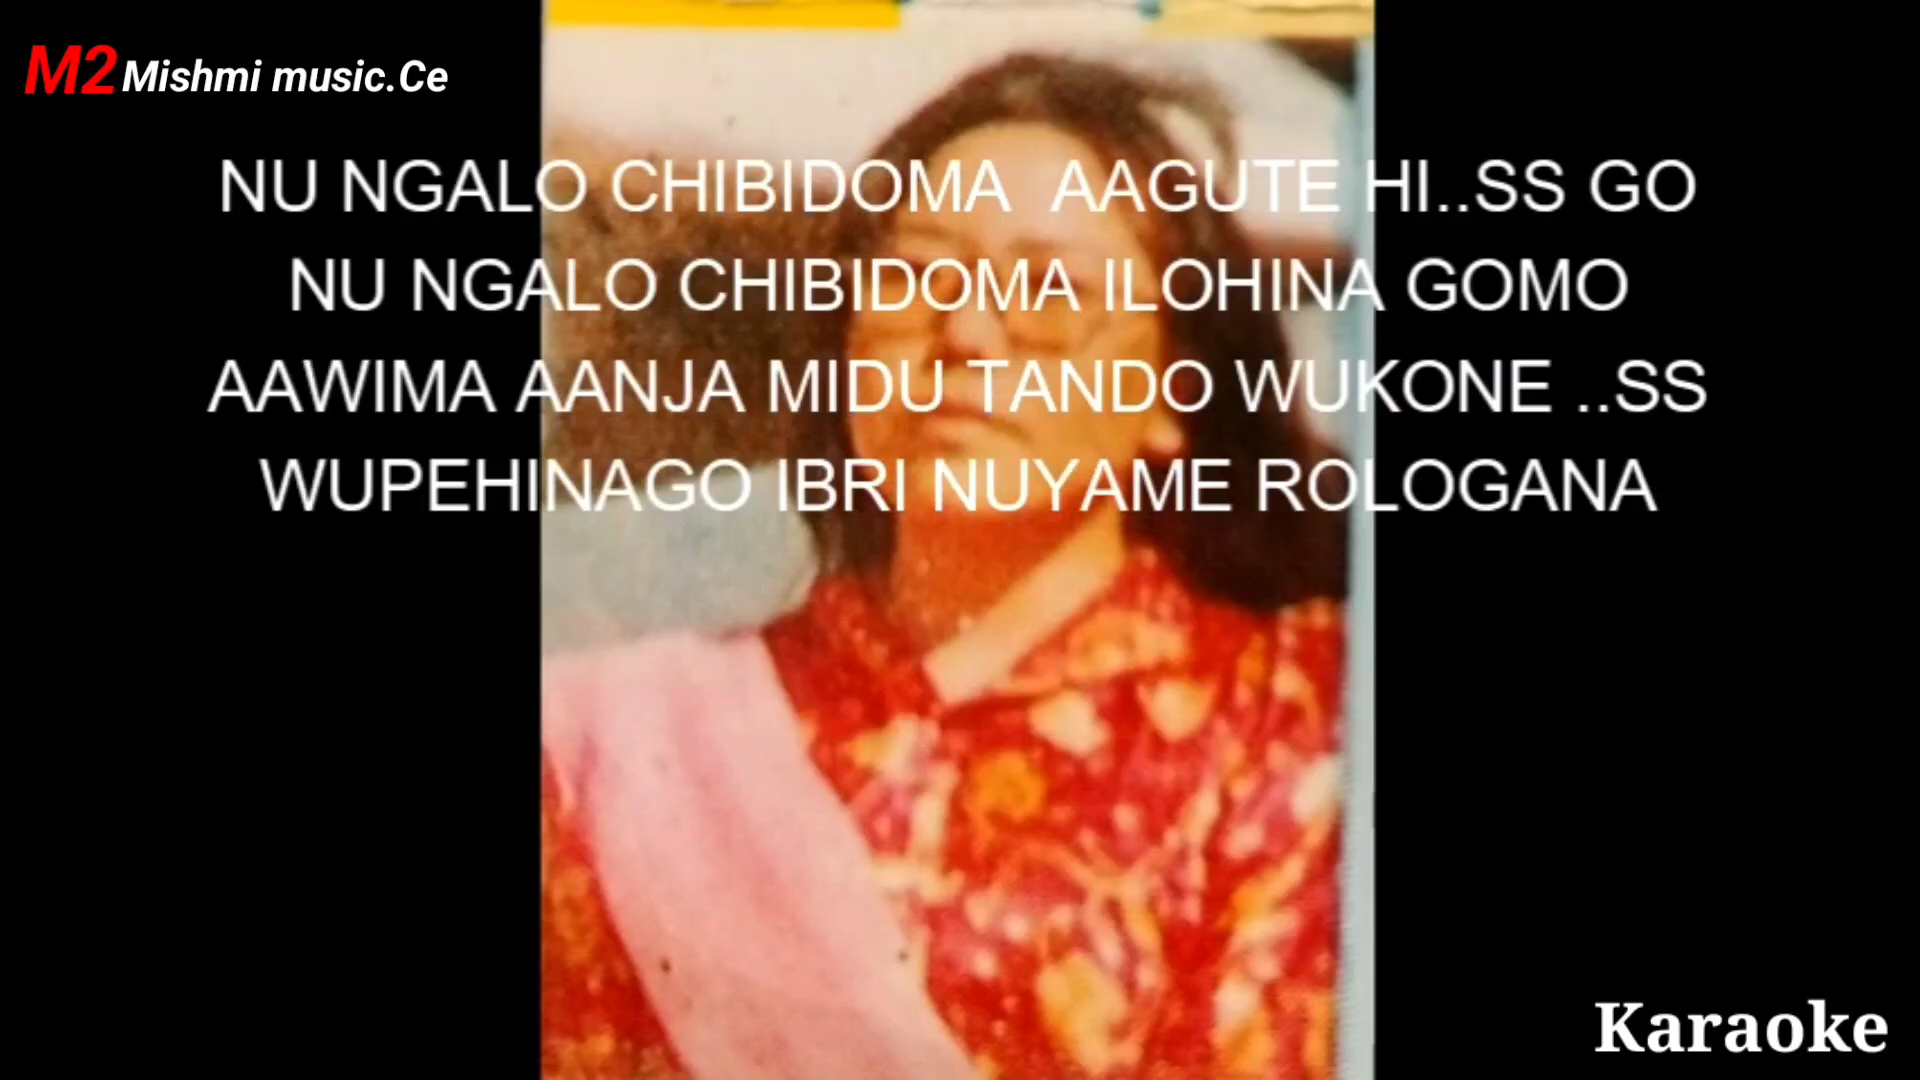 M2 Mishmi music.Ce
NU NGALO CHIBIDOMA AAGUTE HI..SS GO
NU NGALO CHIBIDOMA ILOHINA GOMO
AAWIMA AANJA MIDU TANDO WUKONE ..SS
WUPEHINAGO IBRI NUYAME ROLOGANA
Karaoke